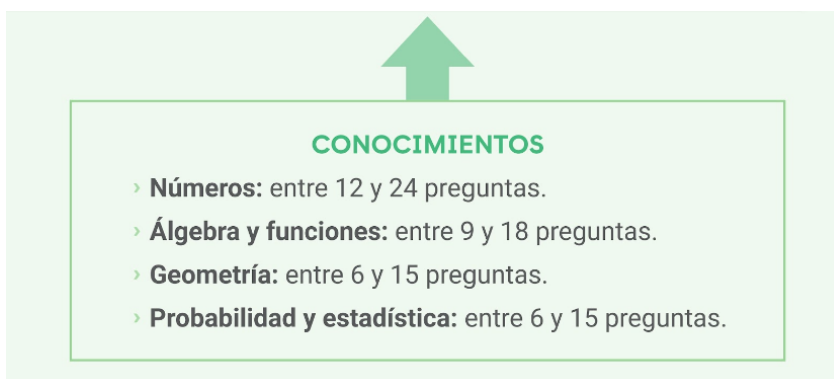 CONOCIMIENTOS
› Números: entre 12 y 24 preguntas.
› Álgebra y funciones: entre 9 y 18 preguntas.
› Geometría: entre 6 y 15 preguntas.
› Probabilidad y estadística: entre 6 y 15 preguntas.